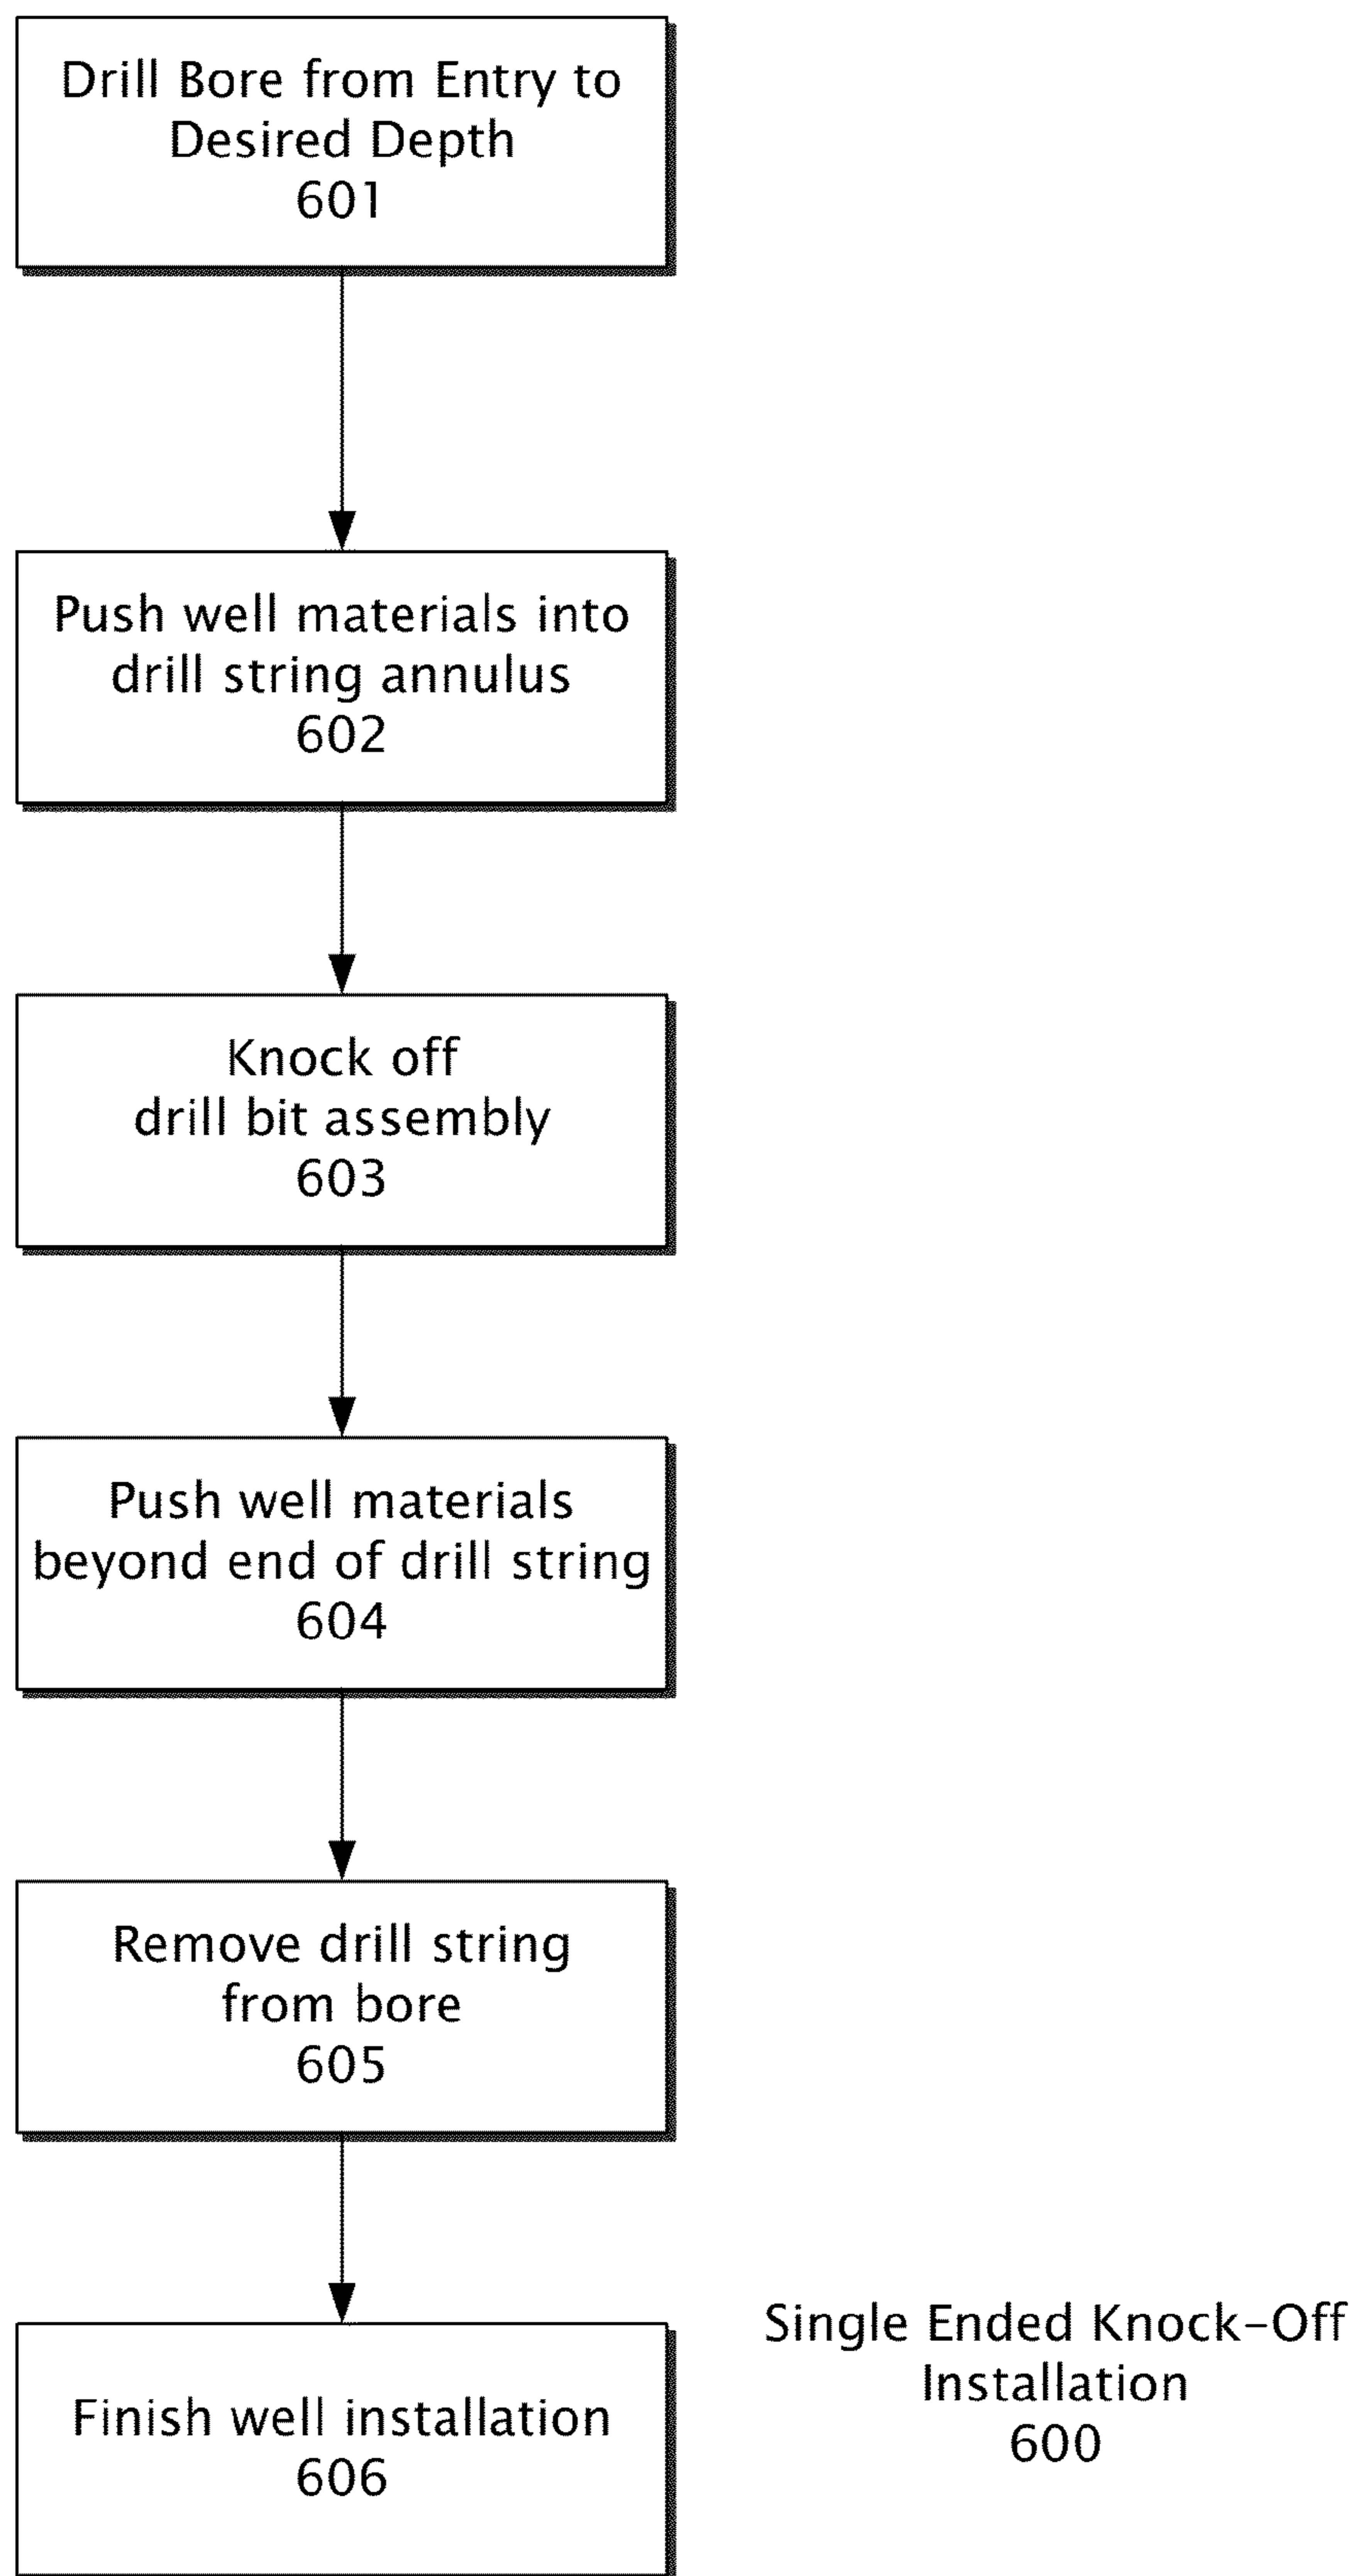 Drill Bore from Entry to
Desired Depth
601
Push well materials into
drill string annulus
602
Knock off
drill bit assembly
603
Push well materials
beyond end of drill string
604
Remove drill string
from bore
605
Finish well installation
606
Single Ended Knock-Off
Installation
600